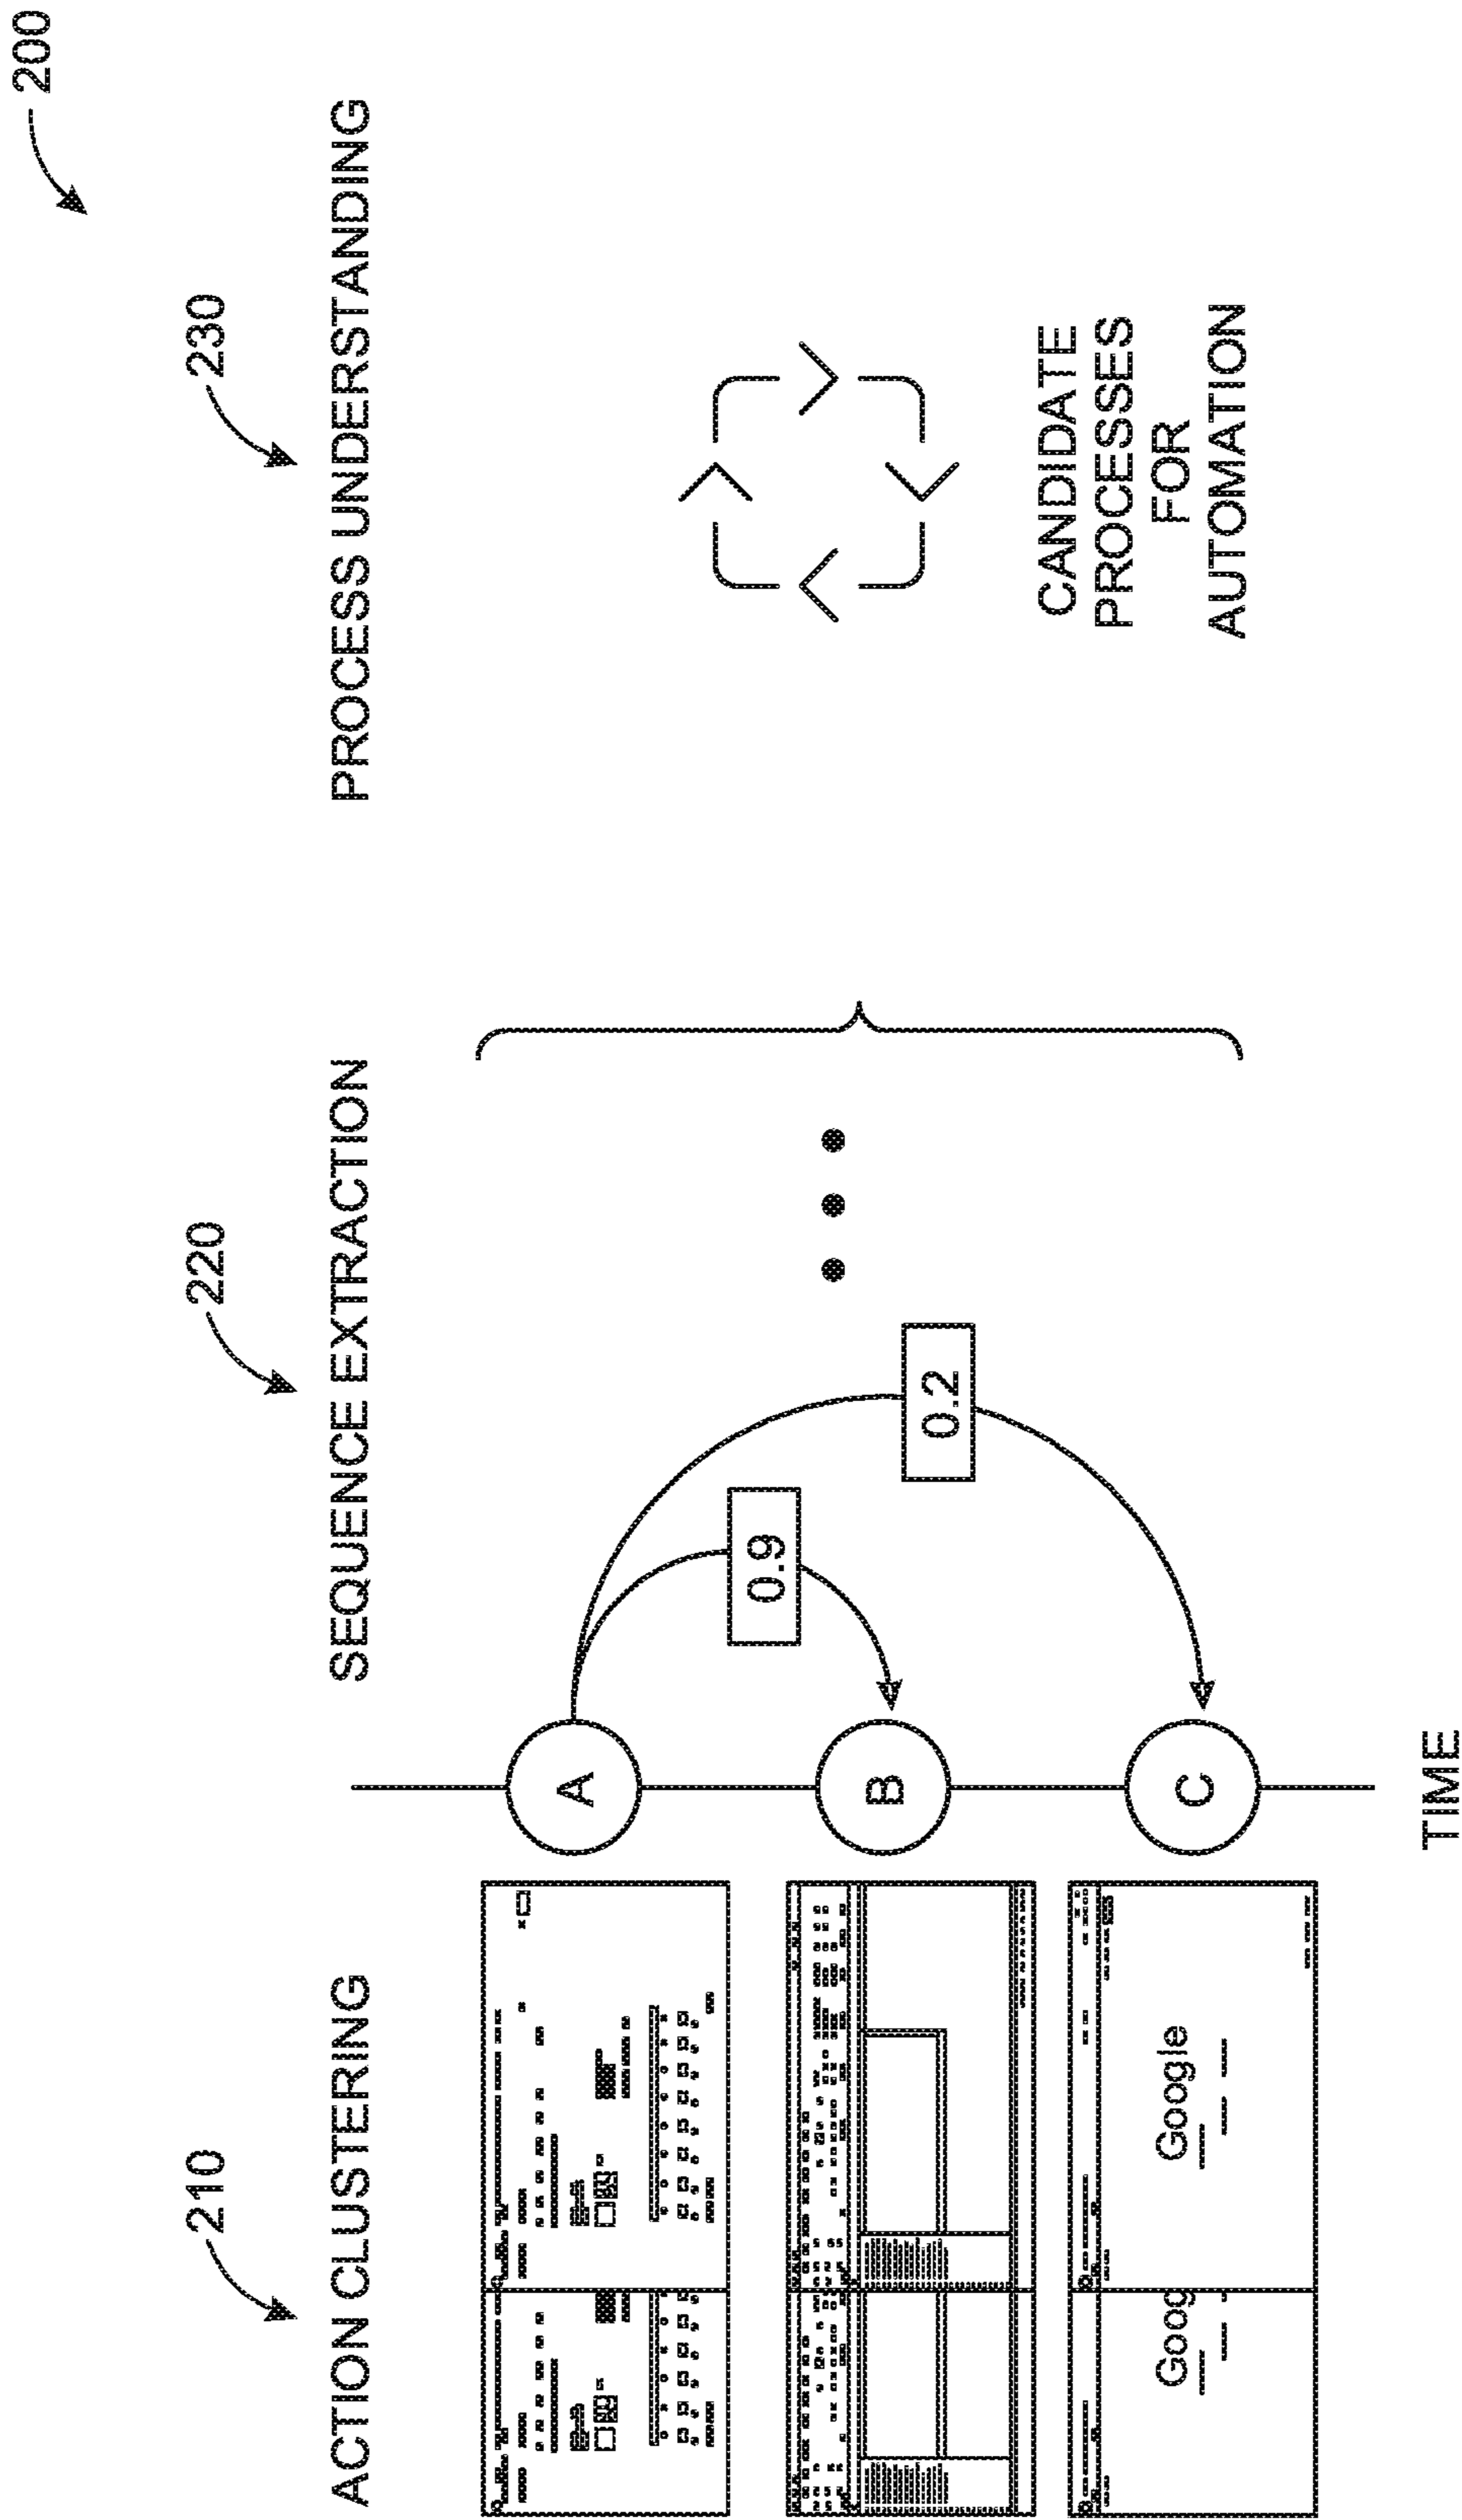 200
210
ACTION CLUSTERING
220
SEQUENCE EXTRACTION
230
PROCESS UNDERSTANDING
A
B
C
0.9
0.2
Goog
Google
TIME
CANDIDATE
PROCESSES
FOR
AUTOMATION